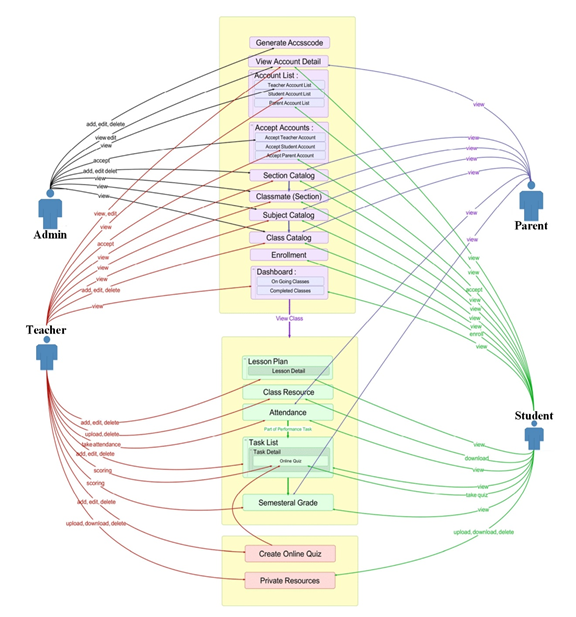 Generate Accsscode
View Account Detail
Account List :
Teacher Account List
Student Account List
Parent Account List
view
add, edit, delete
view edit
view
Accept Accounts :
Accept Teacher Account
Accept Student Account
Accept Parent Account
view
view
accept
add, edit delet
view
view
view
view
Section Catalog
Classmate (Section)
Subject Catalog
Class Catalog
Enrollment
Admin
Parent
view, edit
view
view
accept
view
view
view
view
add, edit, delete
view
view
view
accept
view
view
view
view
enroll
view
Dashboard :
On Going Classes
Completed Classes
View Class
Teacher
Lesson Plan
Lesson Detail
Class Resource
Attendance
Part of Performance Task
Task List
Task Detail
Online Quiz
Semesteral Grade
Student
add, edit, delete
upload, delete
take attendance
add, edit, delete
scoring
scoring
add, edit, delete
upload, download, delete
view
download
view
view
take quiz
view
upload, download, delete
Create Online Quiz
Private Resources